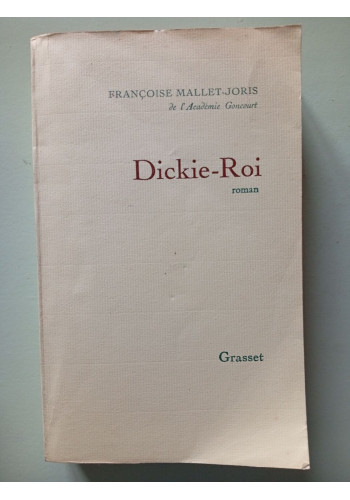 FRANÇOISE MALLET-JORIS
de l'Académie Goncourt
Dickie-Roi
roman
Grasset